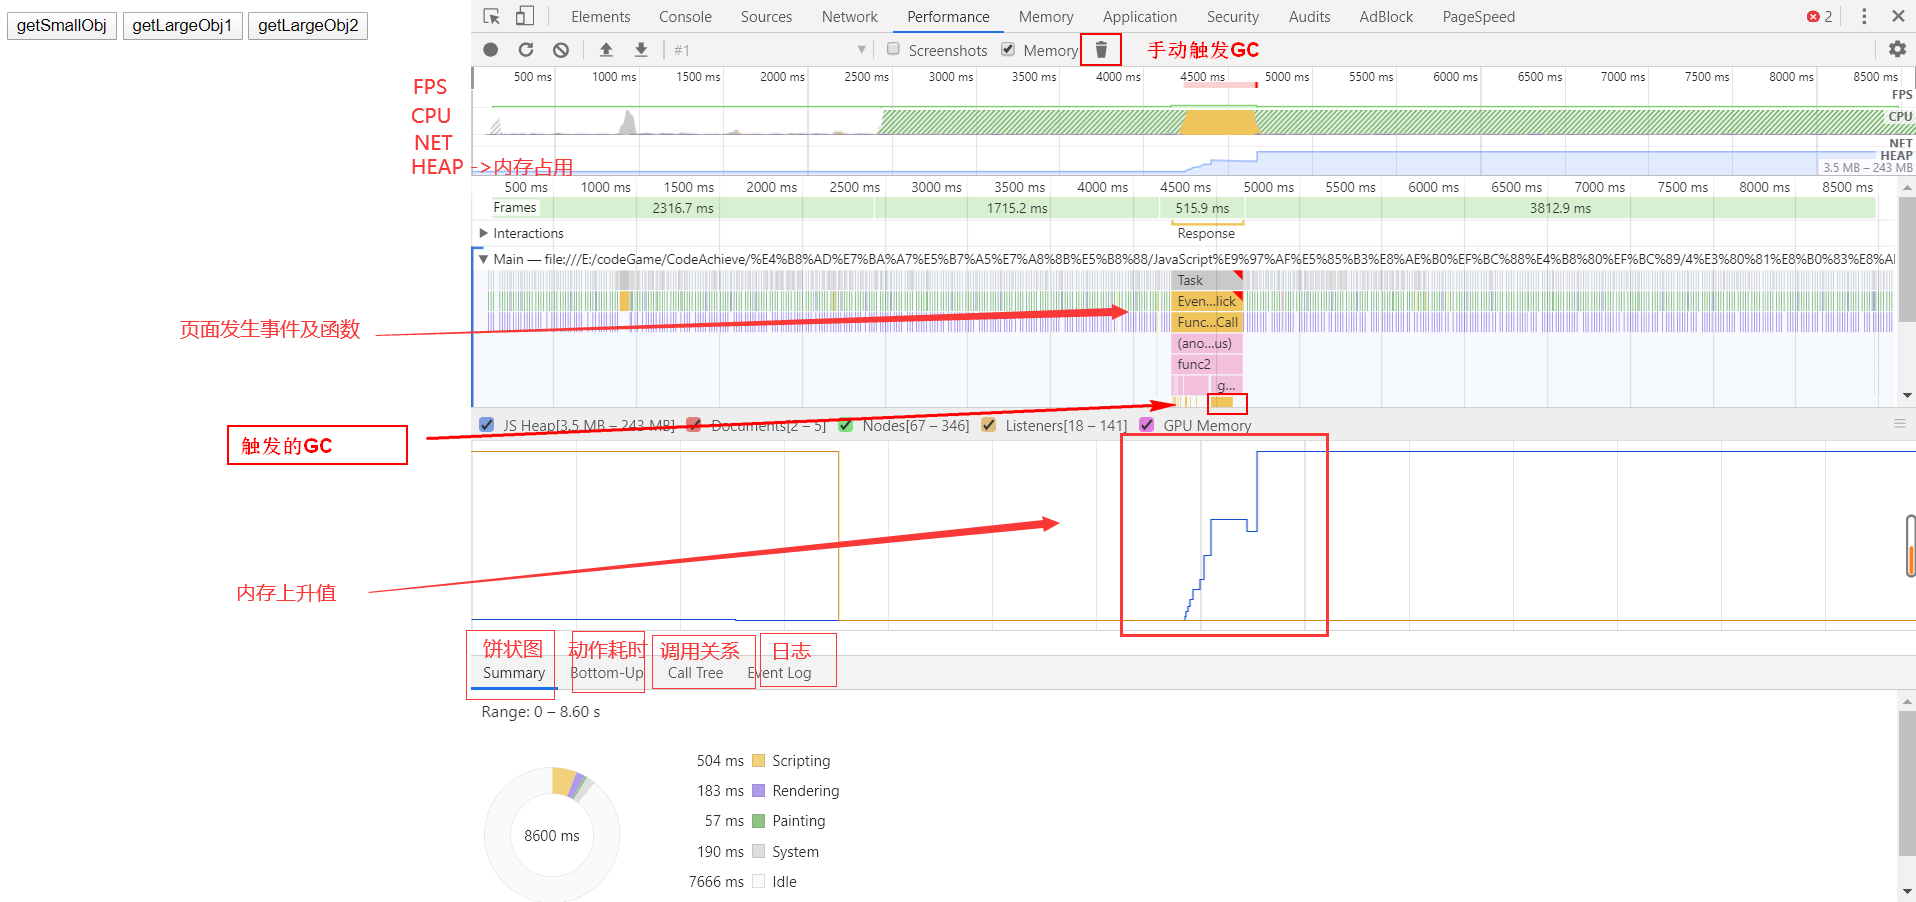 getSmallObj getLargeObj1 getLargeObj2
Elements Console Sources Network Performance Memory Application Security Audits AdBlock PageSpeed 2
#1 Screenshots Memory 手动触发GC
500 ms 1000 ms 1500 ms 2000 ms 2500 ms 3000 ms 3500 ms 4000 ms 4500 ms 5000 ms 5500 ms 6000 ms 6500 ms 7000 ms 7500 ms 8000 ms 8500 ms
FPS FPS
CPU CPU
NET NET
HEAP ->内存占用 HEAP
3.5 MB – 243 MB
500 ms 1000 ms 1500 ms 2000 ms 2500 ms 3000 ms 3500 ms 4000 ms 4500 ms 5000 ms 5500 ms 6000 ms 6500 ms 7000 ms 7500 ms 8000 ms 8500 ms
Frames 2316.7 ms 1715.2 ms 515.9 ms 3812.9 ms
Interactions Response
Main — file:///E:/codeGame/CodeAchieve/%E4%B8%AD%E7%BA%A7%E5%B7%A5%E7%A8%8B%E5%B8%88/JavaScript%E9%97%AF%E5%85%B3%E8%AE%B0%EF%BC%88%E4%B8%80%EF%BC%89/4%E3%80%81%E8%B0%83%E8%A
Task
Even...lick
Func...Call
页面发生事件及函数
(ano...us)
func2
g...
JS Heap[3.5 MB – 243 MB] Documents[2 – 5] Nodes[67 – 346] Listeners[18 – 141] GPU Memory
触发的GC
内存上升值
饼状图 动作耗时 调用关系 日志
Summary Bottom-Up Call Tree Event Log
Range: 0 – 8.60 s
504 ms Scripting
183 ms Rendering
57 ms Painting
8600 ms
190 ms System
7666 ms Idle